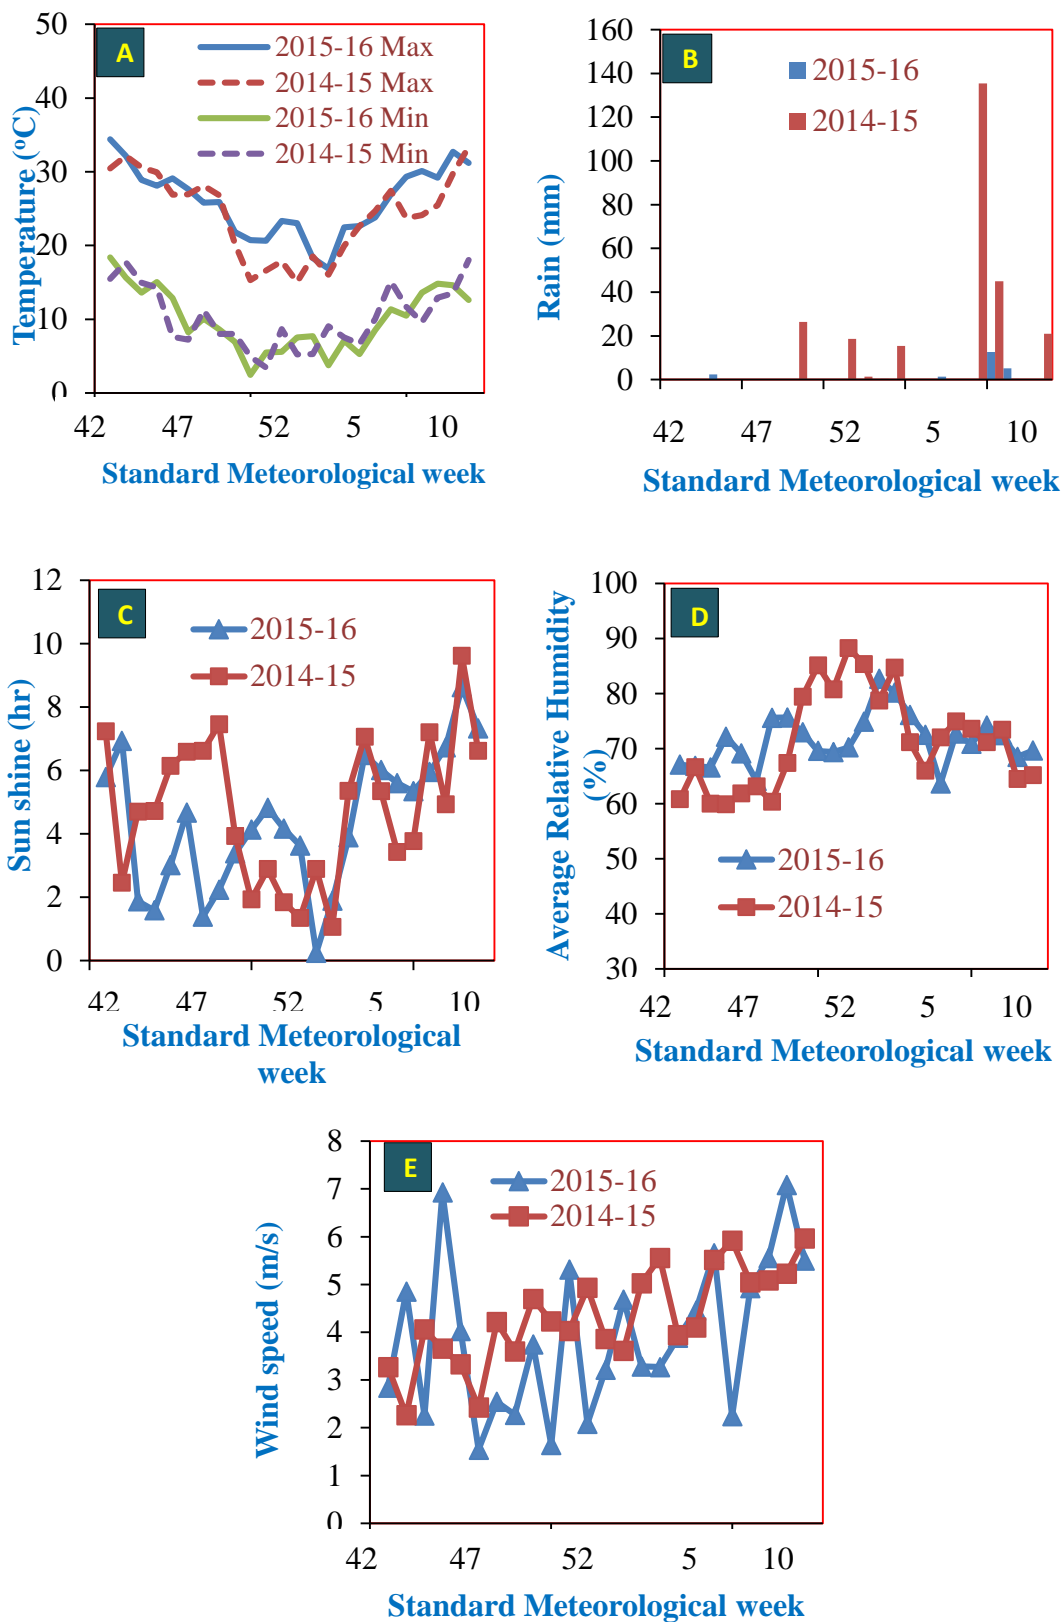 A
2015-16 Max
2014-15 Max
2015-16 Min
2014-15 Min
50
40
30
20
10
0
Temperature (°C)
42 47 52 5 10
Standard Meteorological week
B
2015-16
2014-15
160
140
120
100
80
60
40
20
0
Rain (mm)
42 47 52 5 10
Standard Meteorological week
C
2015-16
2014-15
12
10
8
6
4
2
0
Sun shine (hr)
42 47 52 5 10
Standard Meteorological
week
D
100
90
80
70
60
50
40
30
2015-16
2014-15
Average Relative Humidity
(%)
42 47 52 5 10
Standard Meteorological week
E
2015-16
2014-15
8
7
6
5
4
3
2
1
0
Wind speed (m/s)
42 47 52 5 10
Standard Meteorological week